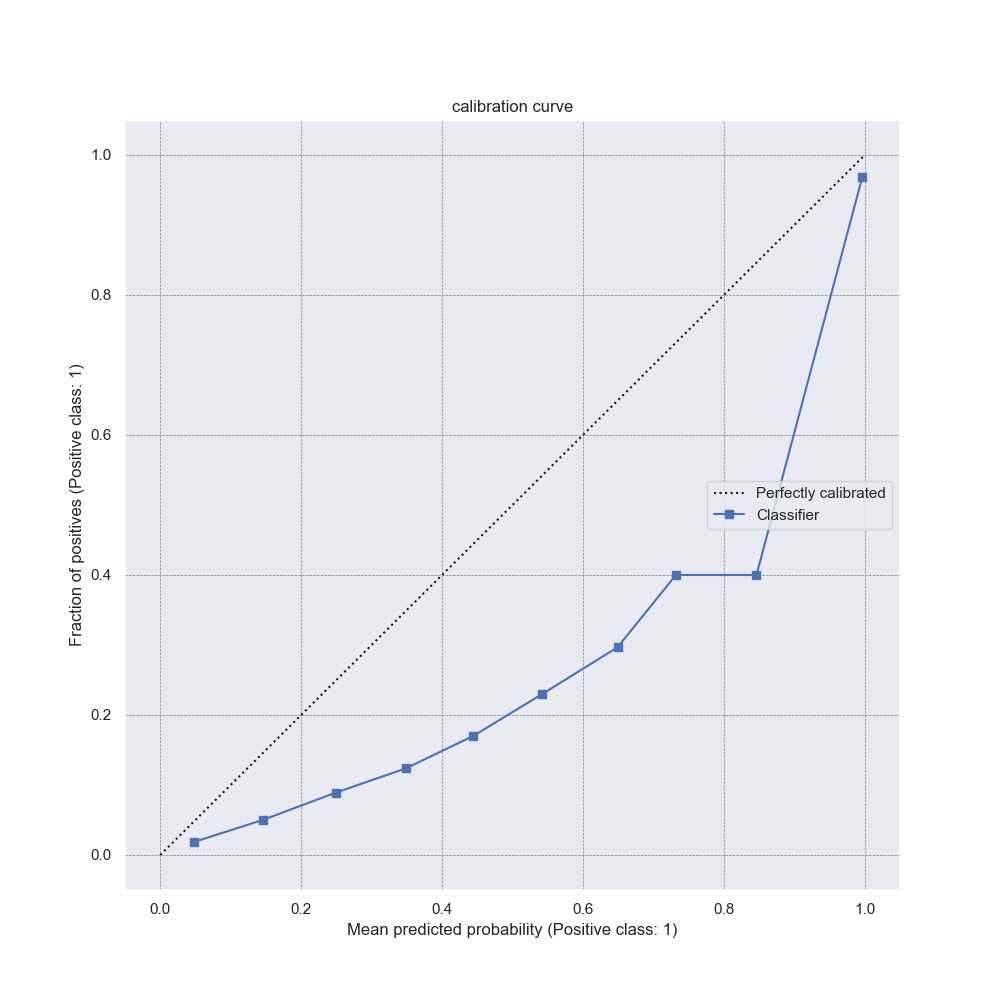 calibration curve
1.0
0.8
0.6
0.4
0.2
0.0
Fraction of positives (Positive class: 1)
Perfectly calibrated
Classifier
0.0 0.2 0.4 0.6 0.8 1.0
Mean predicted probability (Positive class: 1)